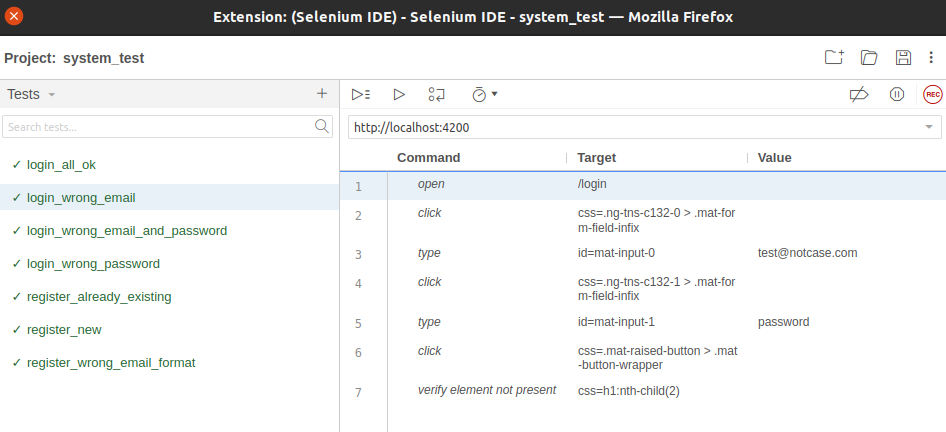 Extension: (Selenium IDE) - Selenium IDE - system_test — Mozilla Firefox
Project: system_test
Tests
Search tests...
✓ login_all_ok
✓ login_wrong_email
✓ login_wrong_email_and_password
✓ login_wrong_password
✓ register_already_existing
✓ register_new
✓ register_wrong_email_format
REC
http://localhost:4200
Command Target Value
1 open /login
2 click css=.ng-tns-c132-0 > .mat-for
m-field-infix
3 type id=mat-input-0 test@notcase.com
4 click css=.ng-tns-c132-1 > .mat-for
m-field-infix
5 type id=mat-input-1 password
6 click css=.mat-raised-button > .mat
-button-wrapper
7 verify element not present css=h1:nth-child(2)